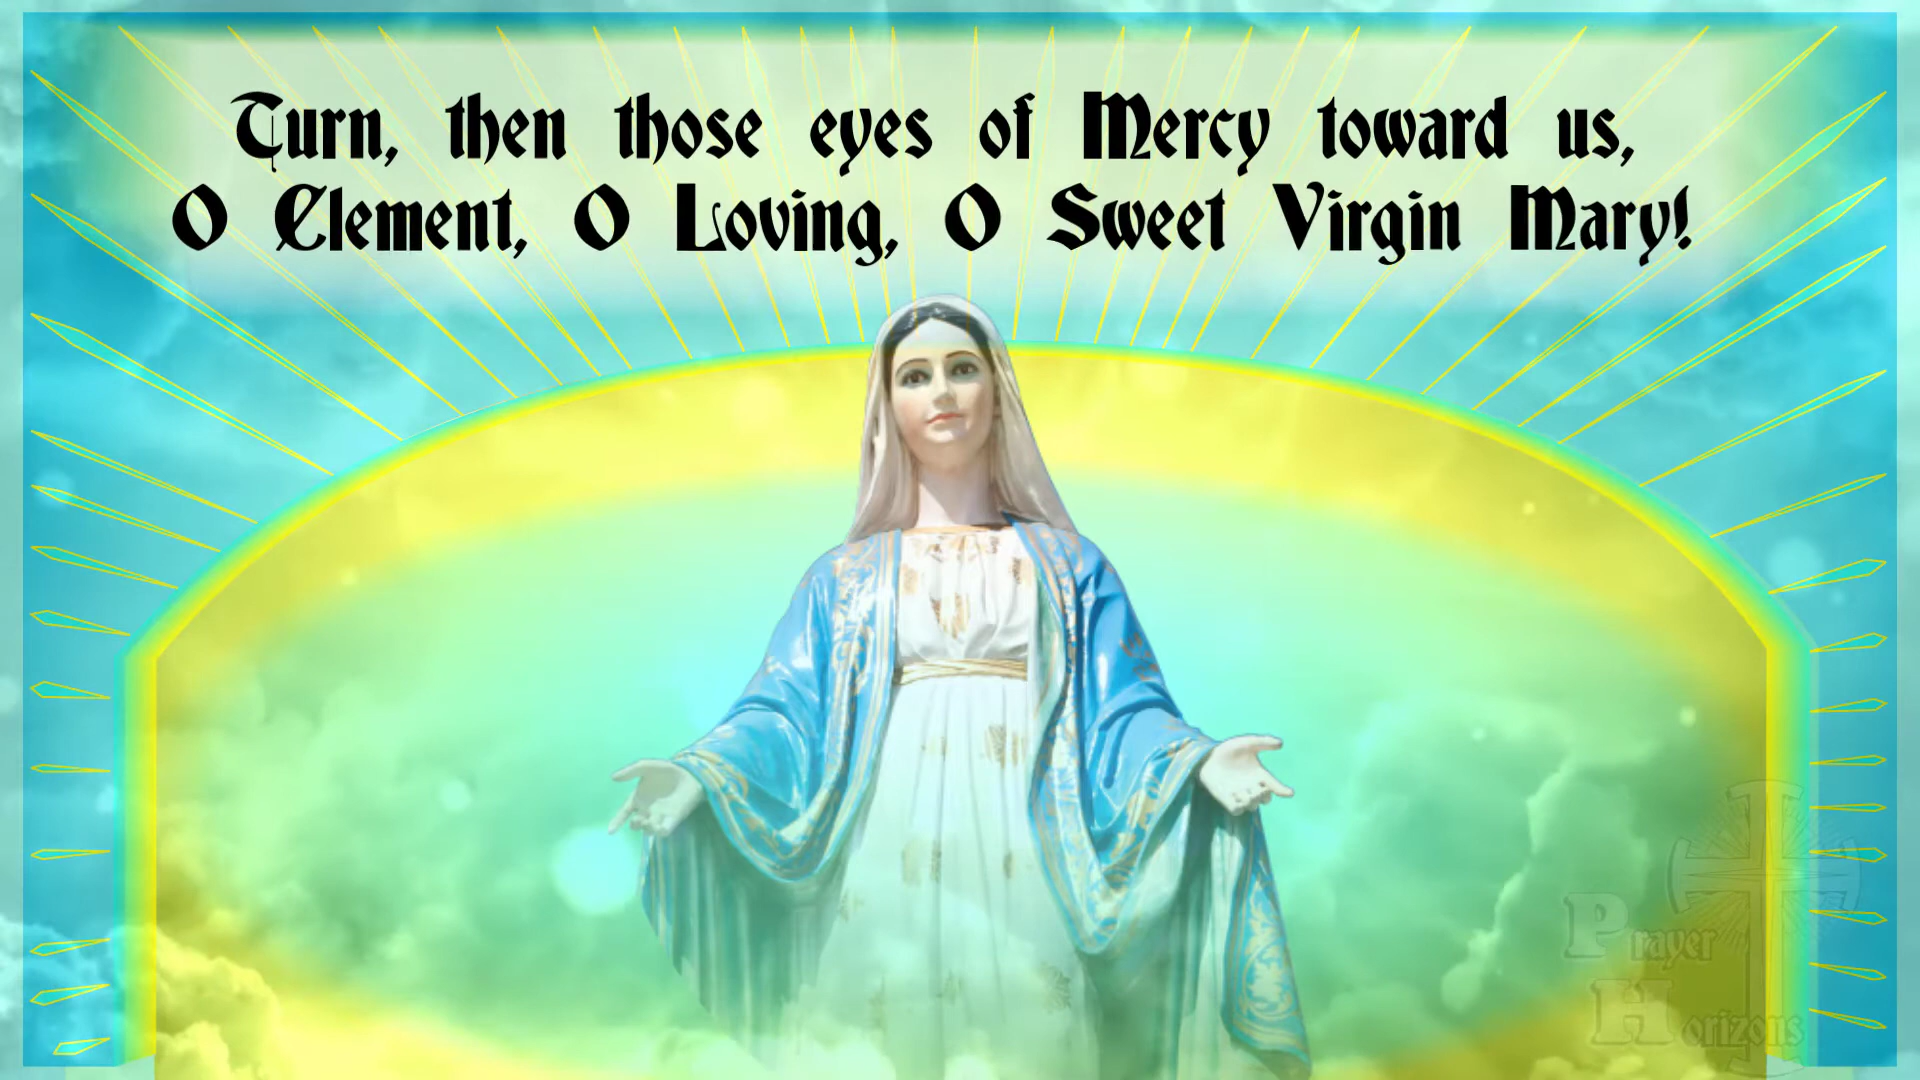 Turn, then those eyes of Mercy toward us,
O Clement, O Loving, O Sweet Virgin Mary!
Prayer
Horizons